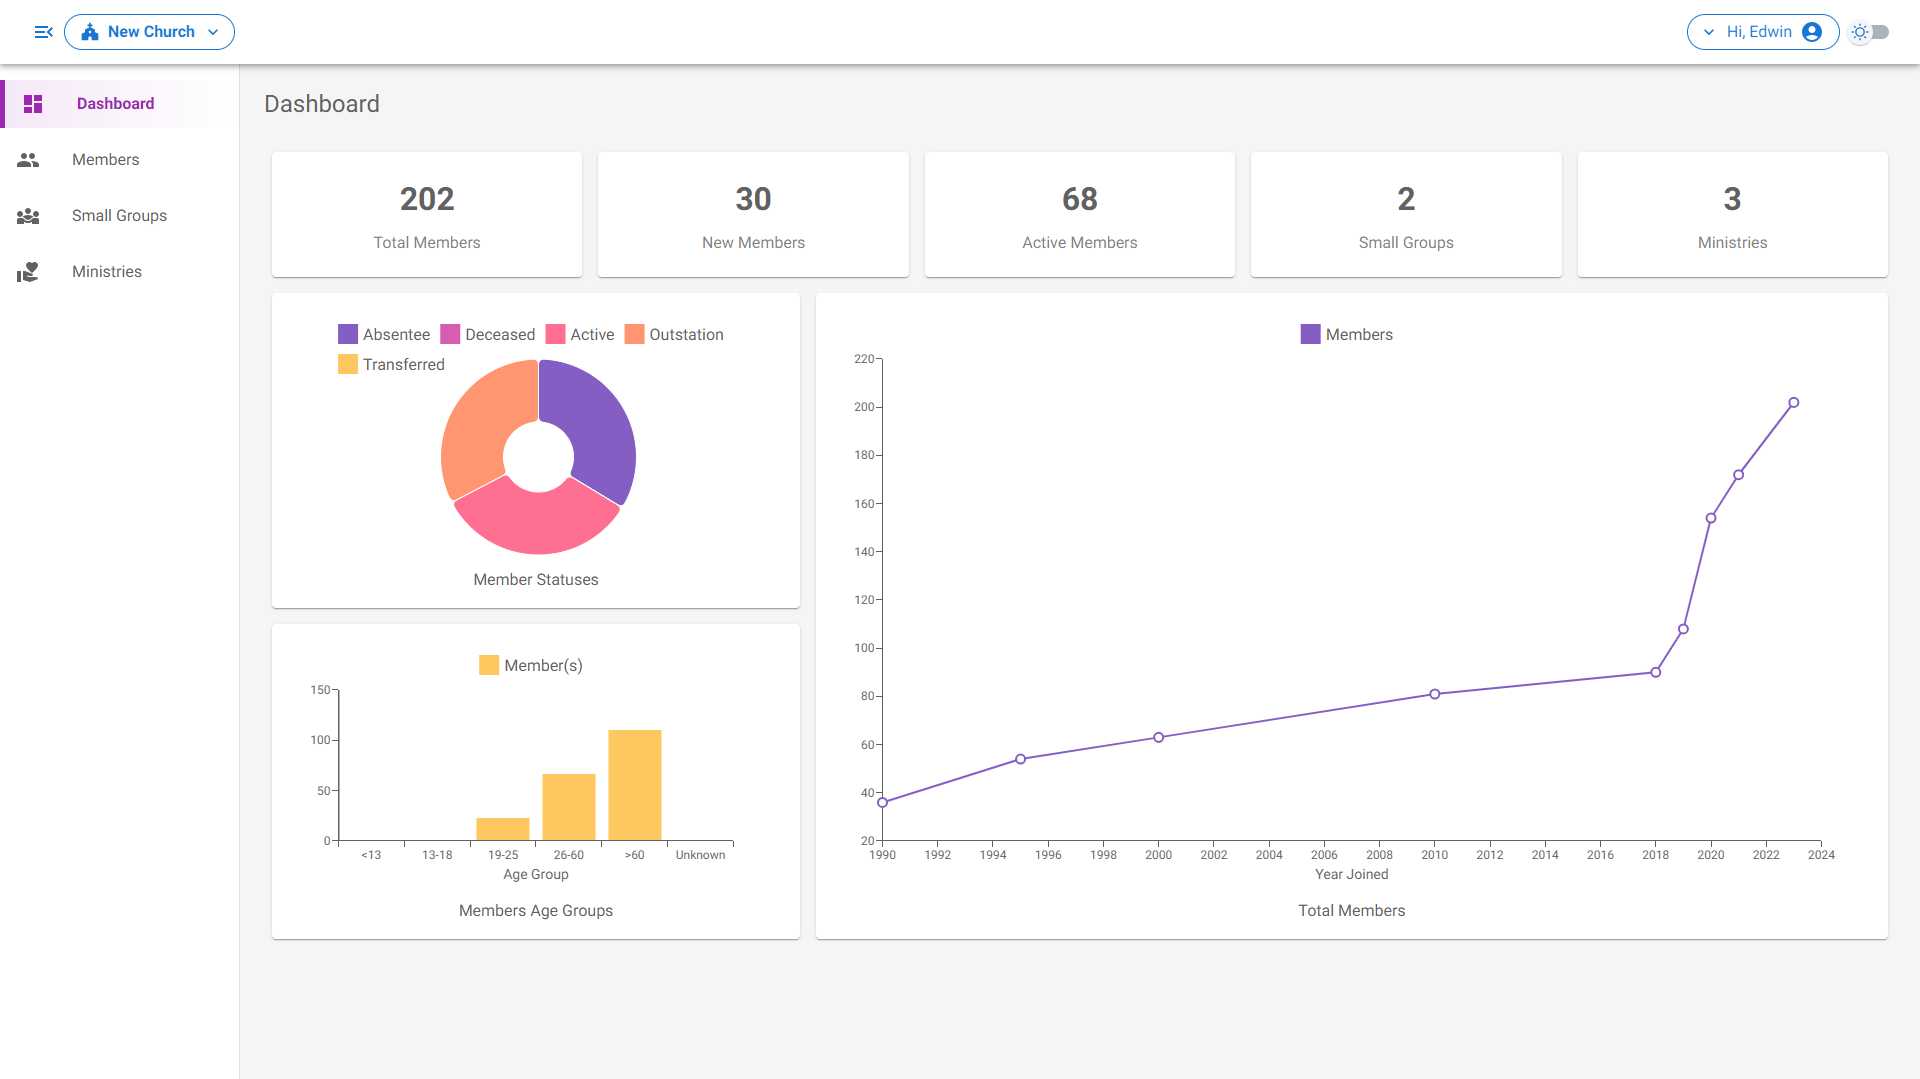 New Church
Hi, Edwin
Dashboard
Members
Small Groups
Ministries
Dashboard
202
Total Members
30
New Members
68
Active Members
2
Small Groups
3
Ministries
Absentee Deceased Active Outstation
Transferred
Member Statuses
Member(s)
150
100
50
0
<13 13-18 19-25 26-60 >60 Unknown
Age Group
Members Age Groups
Members
220
200
180
160
140
120
100
80
60
40
20
1990 1992 1994 1996 1998 2000 2002 2004 2006 2008 2010 2012 2014 2016 2018 2020 2022 2024
Year Joined
Total Members